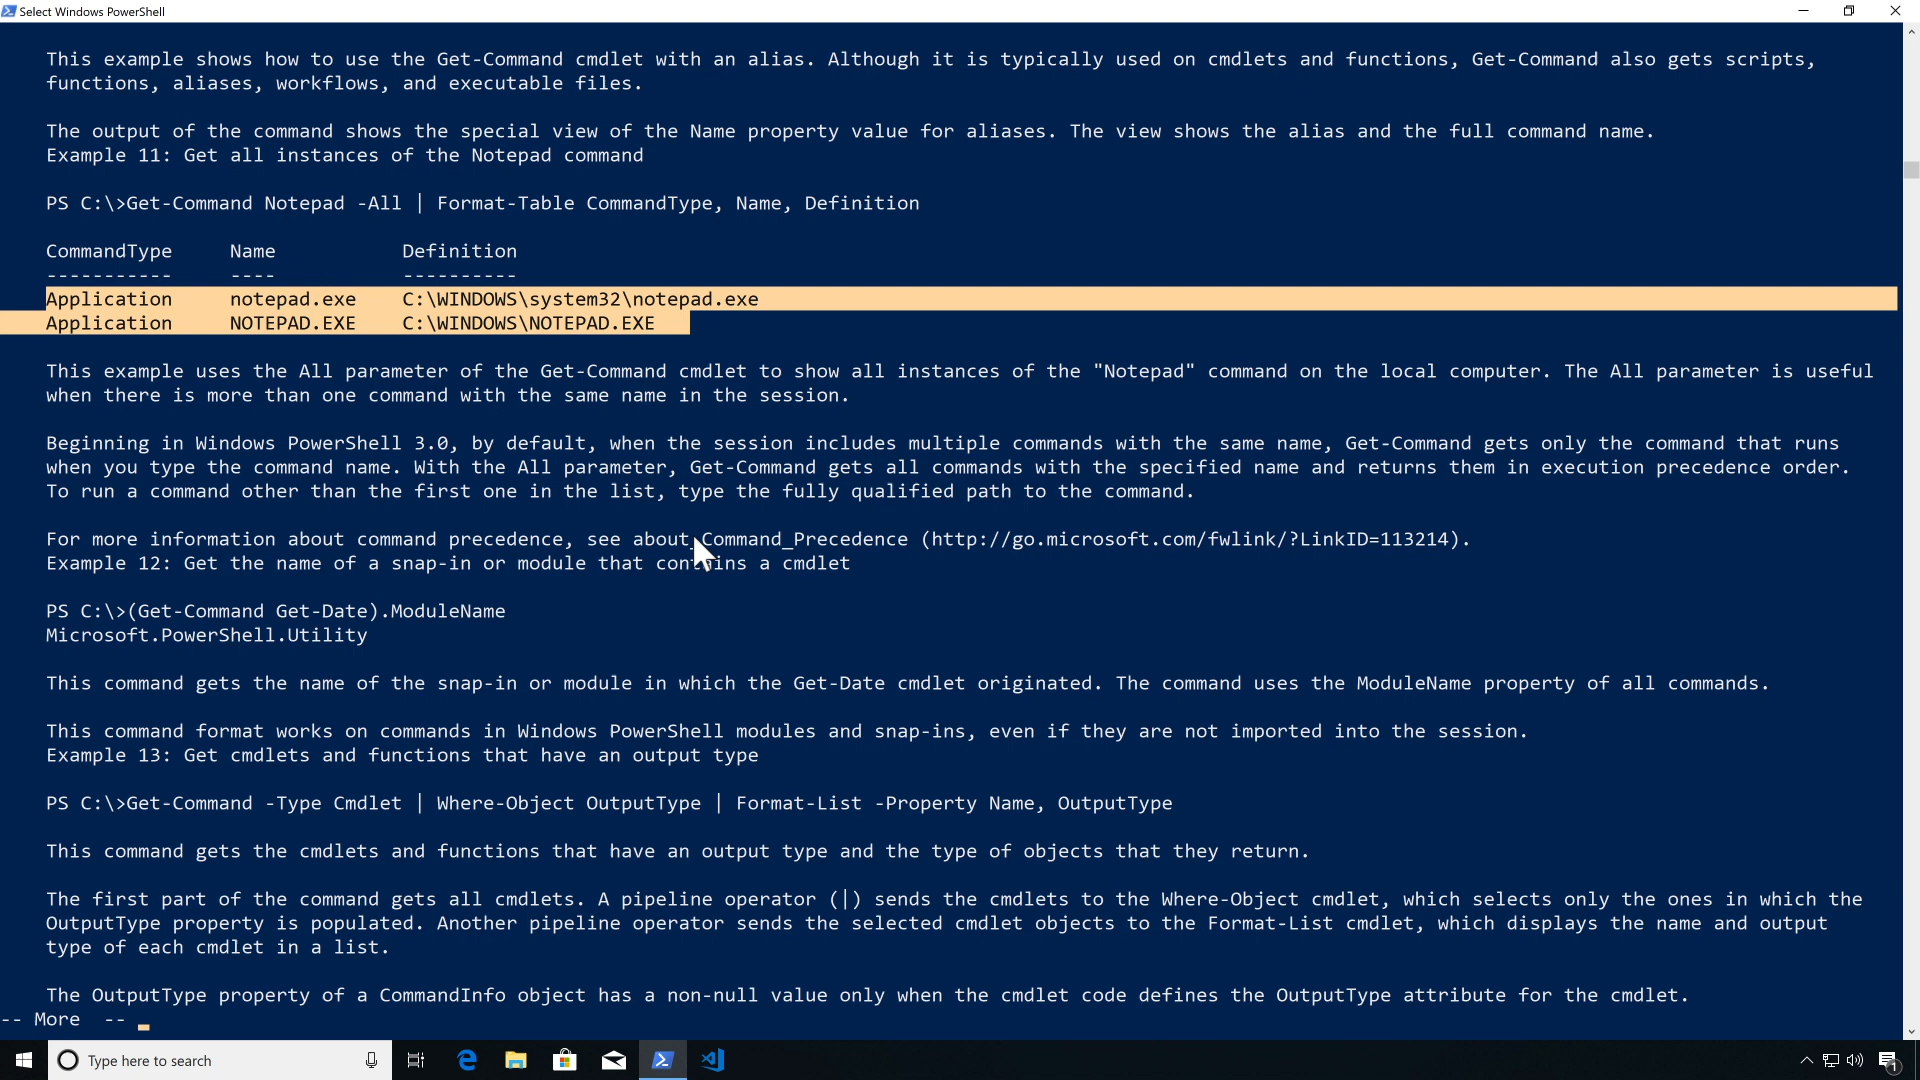 Select Windows PowerShell
This example shows how to use the Get-Command cmdlet with an alias. Although it is typically used on cmdlets and functions, Get-Command also gets scripts,
functions, aliases, workflows, and executable files.
The output of the command shows the special view of the Name property value for aliases. The view shows the alias and the full command name.
Example 11: Get all instances of the Notepad command
PS C:\>Get-Command Notepad -All | Format-Table CommandType, Name, Definition
CommandType     Name           Definition
-----------     ----           ----------
Application     notepad.exe    C:\WINDOWS\system32\notepad.exe
Application     NOTEPAD.EXE    C:\WINDOWS\NOTEPAD.EXE
This example uses the All parameter of the Get-Command cmdlet to show all instances of the "Notepad" command on the local computer. The All parameter is useful
when there is more than one command with the same name in the session.
Beginning in Windows PowerShell 3.0, by default, when the session includes multiple commands with the same name, Get-Command gets only the command that runs
when you type the command name. With the All parameter, Get-Command gets all commands with the specified name and returns them in execution precedence order.
To run a command other than the first one in the list, type the fully qualified path to the command.
For more information about command precedence, see about_Command_Precedence (http://go.microsoft.com/fwlink/?LinkID=113214).
Example 12: Get the name of a snap-in or module that contains a cmdlet
PS C:\>(Get-Command Get-Date).ModuleName
Microsoft.PowerShell.Utility
This command gets the name of the snap-in or module in which the Get-Date cmdlet originated. The command uses the ModuleName property of all commands.
This command format works on commands in Windows PowerShell modules and snap-ins, even if they are not imported into the session.
Example 13: Get cmdlets and functions that have an output type
PS C:\>Get-Command -Type Cmdlet | Where-Object OutputType | Format-List -Property Name, OutputType
This command gets the cmdlets and functions that have an output type and the type of objects that they return.
The first part of the command gets all cmdlets. A pipeline operator (|) sends the cmdlets to the Where-Object cmdlet, which selects only the ones in which the
OutputType property is populated. Another pipeline operator sends the selected cmdlet objects to the Format-List cmdlet, which displays the name and output
type of each cmdlet in a list.
The OutputType property of a CommandInfo object has a non-null value only when the cmdlet code defines the OutputType attribute for the cmdlet.
-- More  --
Type here to search
1